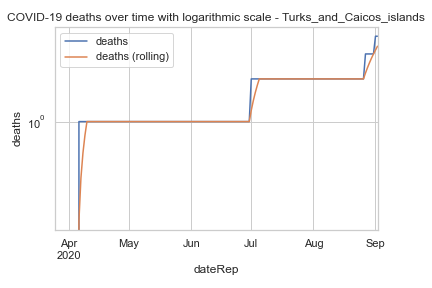 COVID-19 deaths over time with logarithmic scale - Turks_and_Caicos_islands
deaths
deaths (rolling)
deaths
10⁰
Apr
2020
May
Jun
Jul
Aug
Sep
dateRep